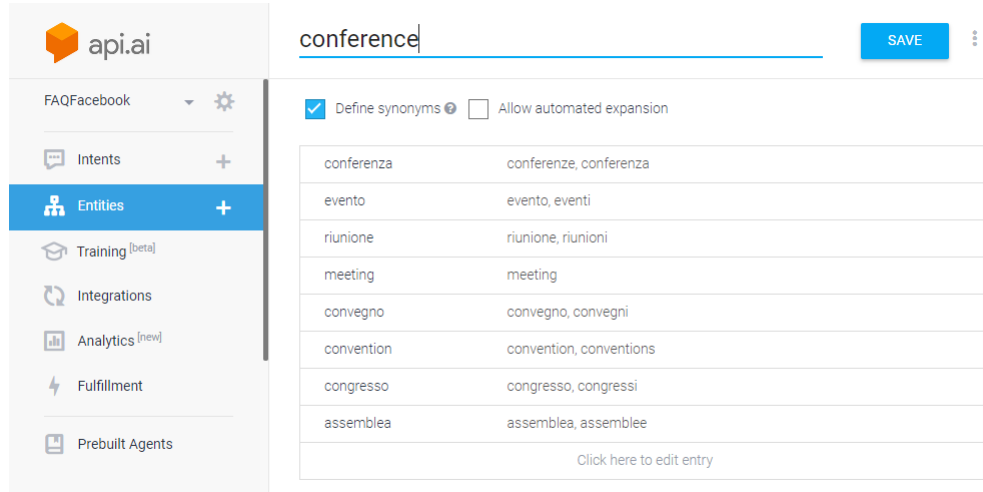 api.ai
conference
SAVE
FAQFacebook
Define synonyms ?
Allow automated expansion
Intents +
Entities +
Training [beta]
Integrations
Analytics [new]
Fulfillment
Prebuilt Agents
conferenza conferenze, conferenza
evento evento, eventi
riunione riunione, riunioni
meeting meeting
convegno convegno, convegni
convention convention, conventions
congresso congresso, congressi
assemblea assemblea, assemblee
Click here to edit entry